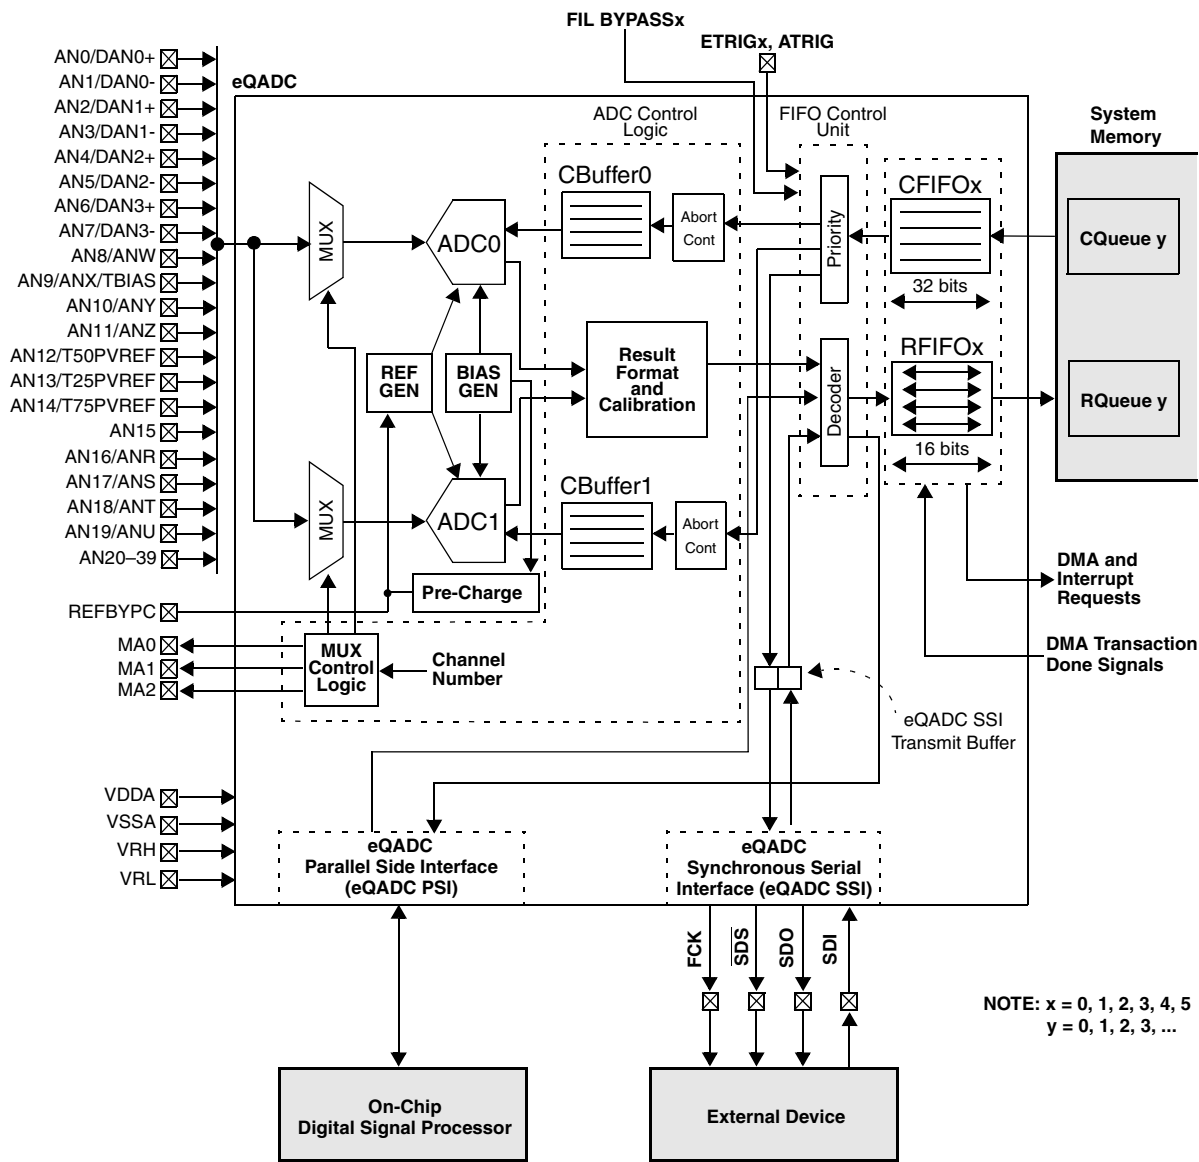 FIL BYPASSx
ETRIGx, ATRIG
AN0/DAN0+
AN1/DAN0-
AN2/DAN1+
AN3/DAN1-
AN4/DAN2+
AN5/DAN2-
AN6/DAN3+
AN7/DAN3-
AN8/ANW
AN9/ANX/TBIAS
AN10/ANY
AN11/ANZ
AN12/T50PVREF
AN13/T25PVREF
AN14/T75PVREF
AN15
AN16/ANR
AN17/ANS
AN18/ANT
AN19/ANU
AN20–39
REFBYPC
MA0
MA1
MA2
VDDA
VSSA
VRH
VRL
eQADC
MUX
ADC0
REF
GEN
BIAS
GEN
MUX
ADC1
Pre-Charge
MUX
Control
Logic
Channel
Number
ADC Control
Logic
CBuffer0
Abort
Cont
Result
Format
and
Calibration
CBuffer1
Abort
Cont
FIFO Control
Unit
Priority
Decoder
CFIFOx
32 bits
RFIFOx
16 bits
System
Memory
CQueue y
RQueue y
DMA and
Interrupt
Requests
DMA Transaction
Done Signals
eQADC SSI
Transmit Buffer
eQADC
Parallel Side Interface
(eQADC PSI)
eQADC
Synchronous Serial
Interface (eQADC SSI)
FCK
SDS
SDO
SDI
On-Chip
Digital Signal Processor
External Device
NOTE: x = 0, 1, 2, 3, 4, 5
y = 0, 1, 2, 3, ...